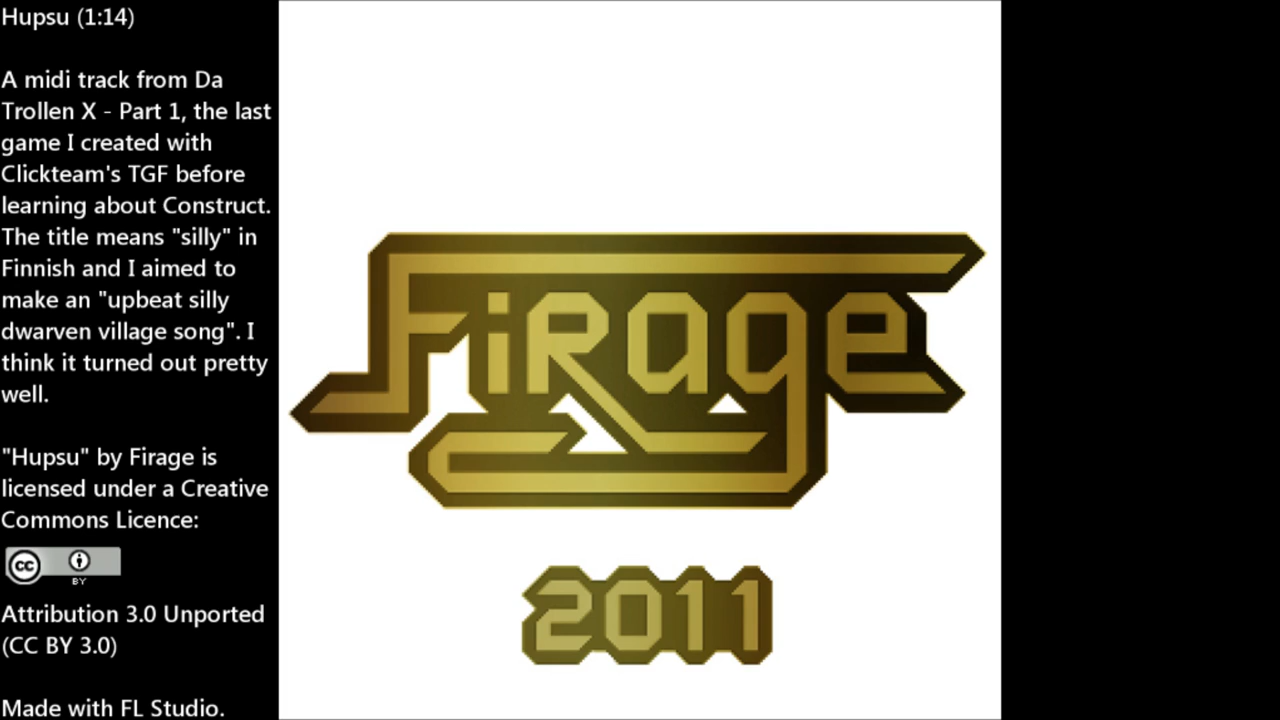 Hupsu (1:14)
A midi track from Da
Trollen X - Part 1, the last
game I created with
Clickteam's TGF before
learning about Construct.
The title means "silly" in
Finnish and I aimed to
make an "upbeat silly
dwarven village song". I
think it turned out pretty
well.
"Hupsu" by Firage is
licensed under a Creative
Commons Licence:
cc
BY
Attribution 3.0 Unported
(CC BY 3.0)
Made with FL Studio.
Firage
2011